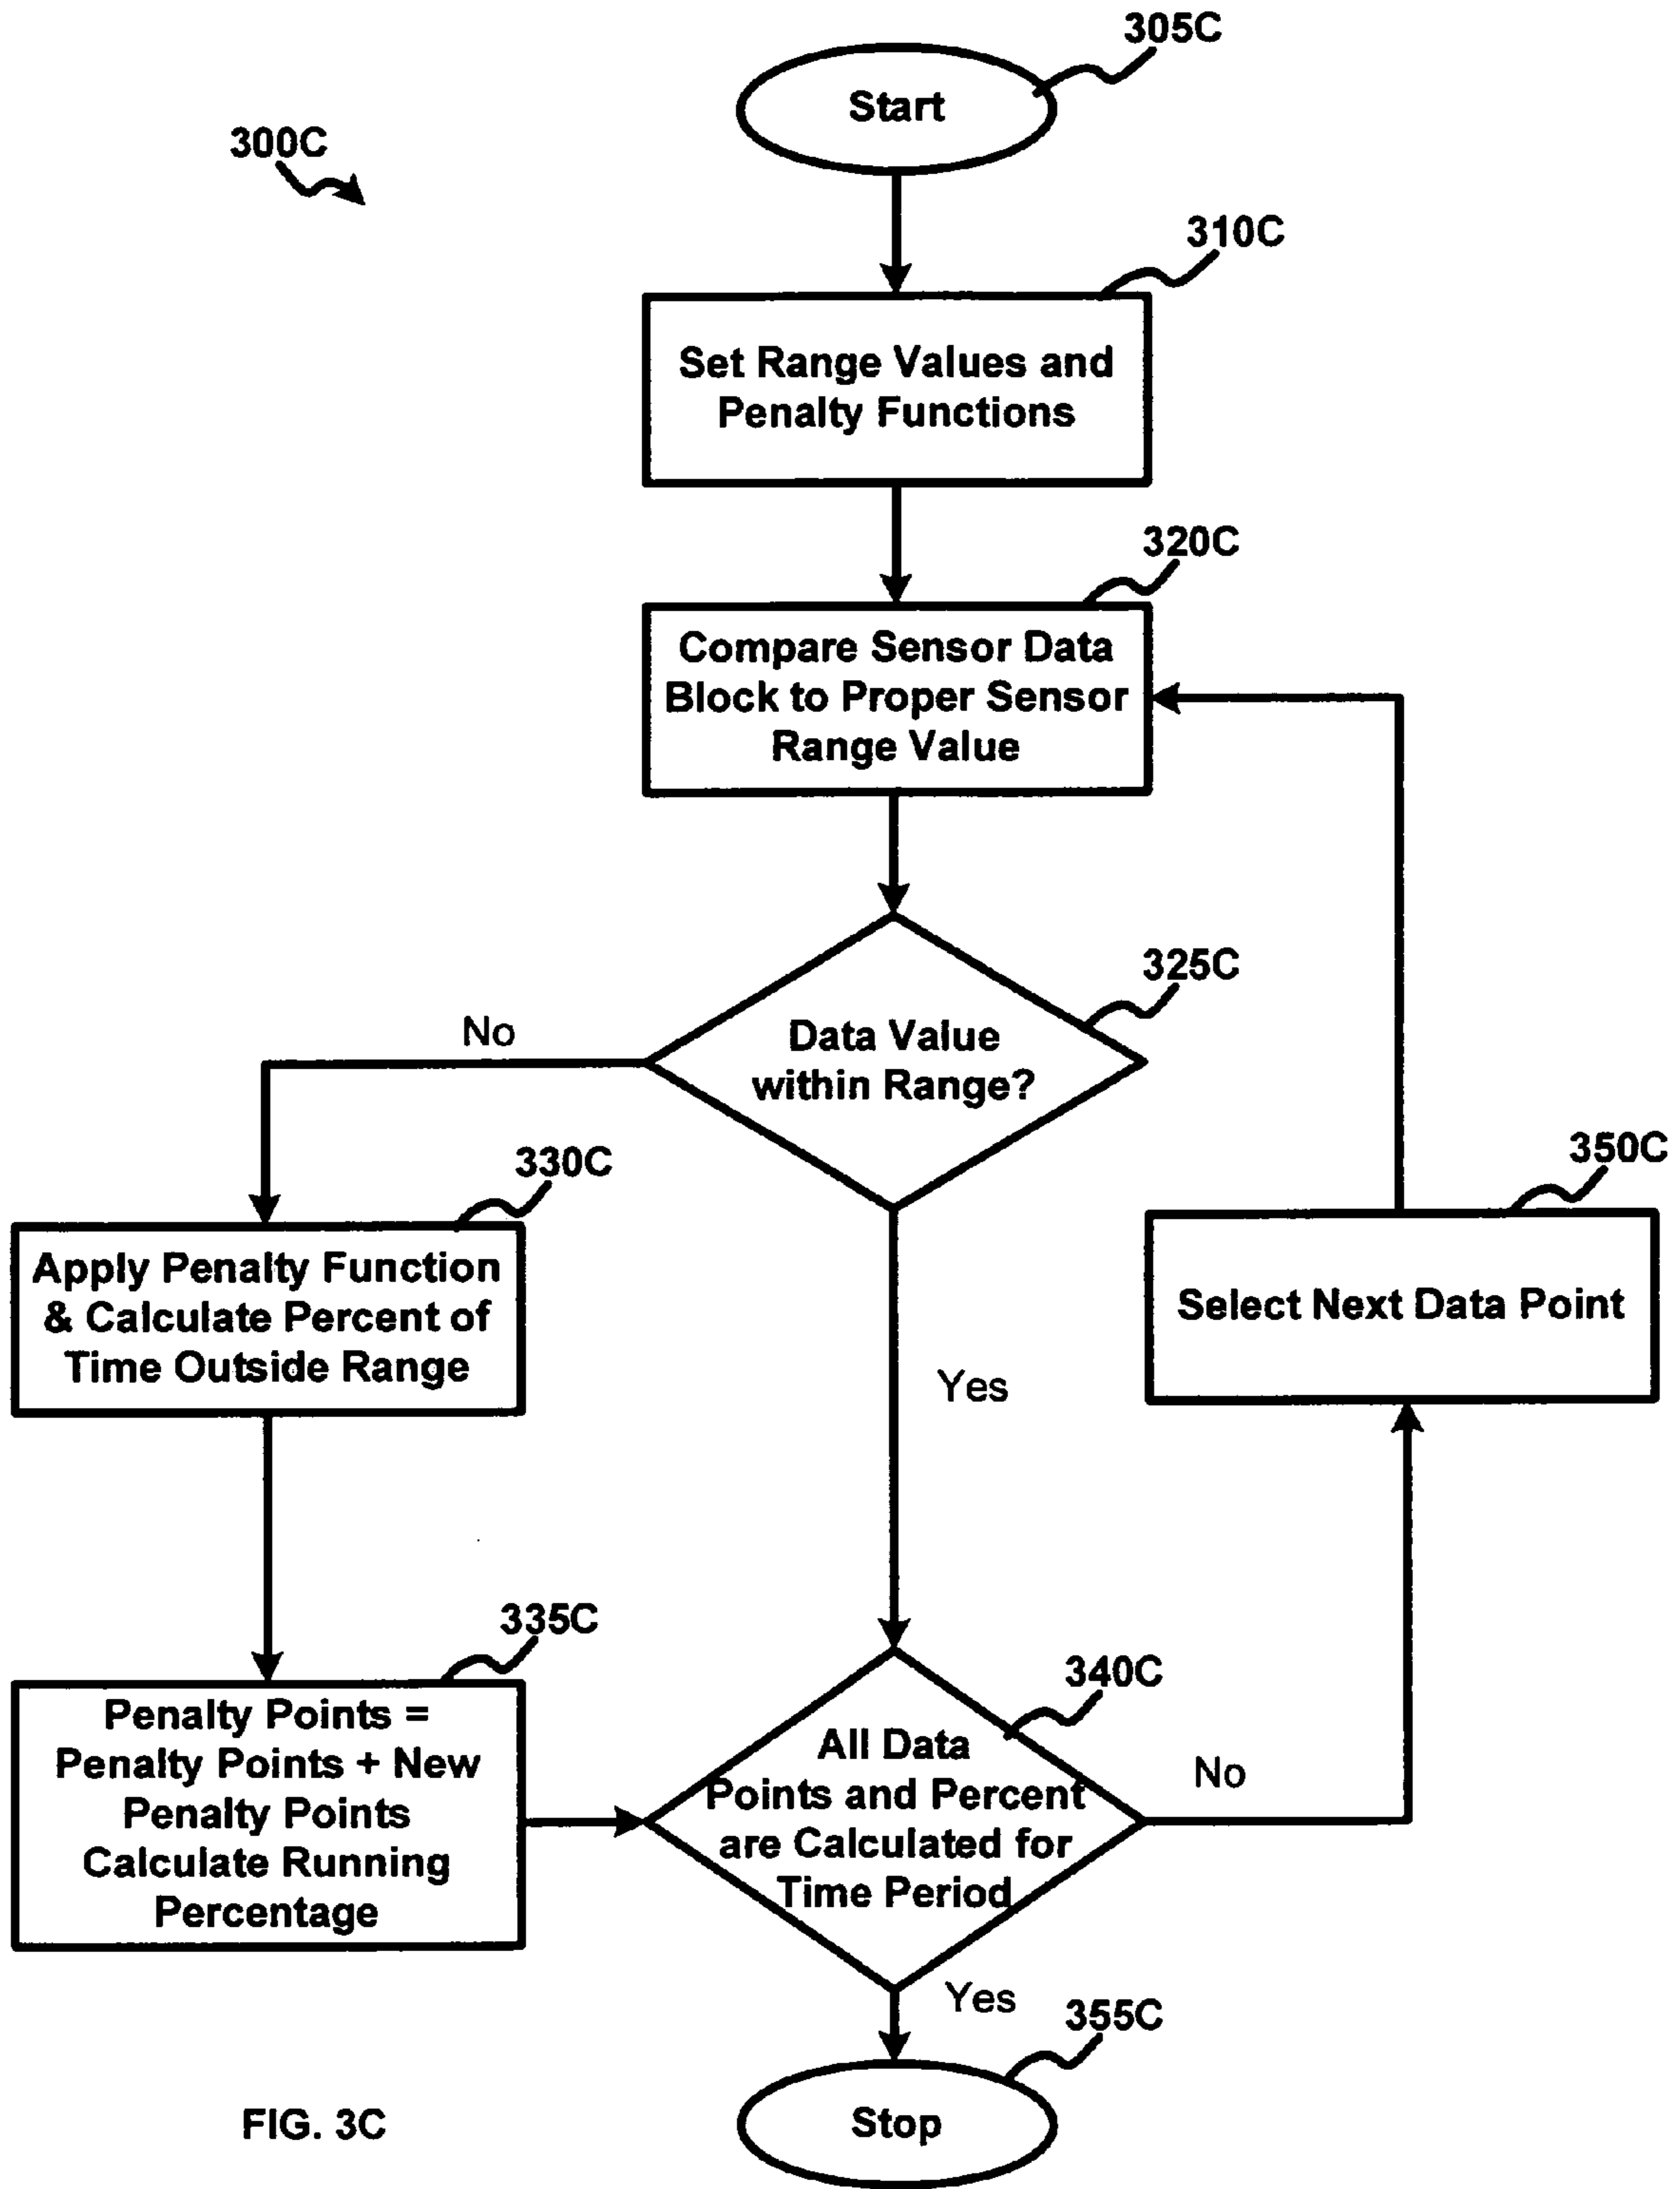 305C
Start
300C
310C
Set Range Values and
Penalty Functions
320C
Compare Sensor Data
Block to Proper Sensor
Range Value
325C
No
Data Value
within Range?
330C
350C
Apply Penalty Function
& Calculate Percent of
Time Outside Range
Select Next Data Point
Yes
335C
340C
Penalty Points =
Penalty Points + New
Penalty Points
Calculate Running
Percentage
All Data
Points and Percent
are Calculated for
Time Period
No
Yes
355C
Stop
FIG. 3C